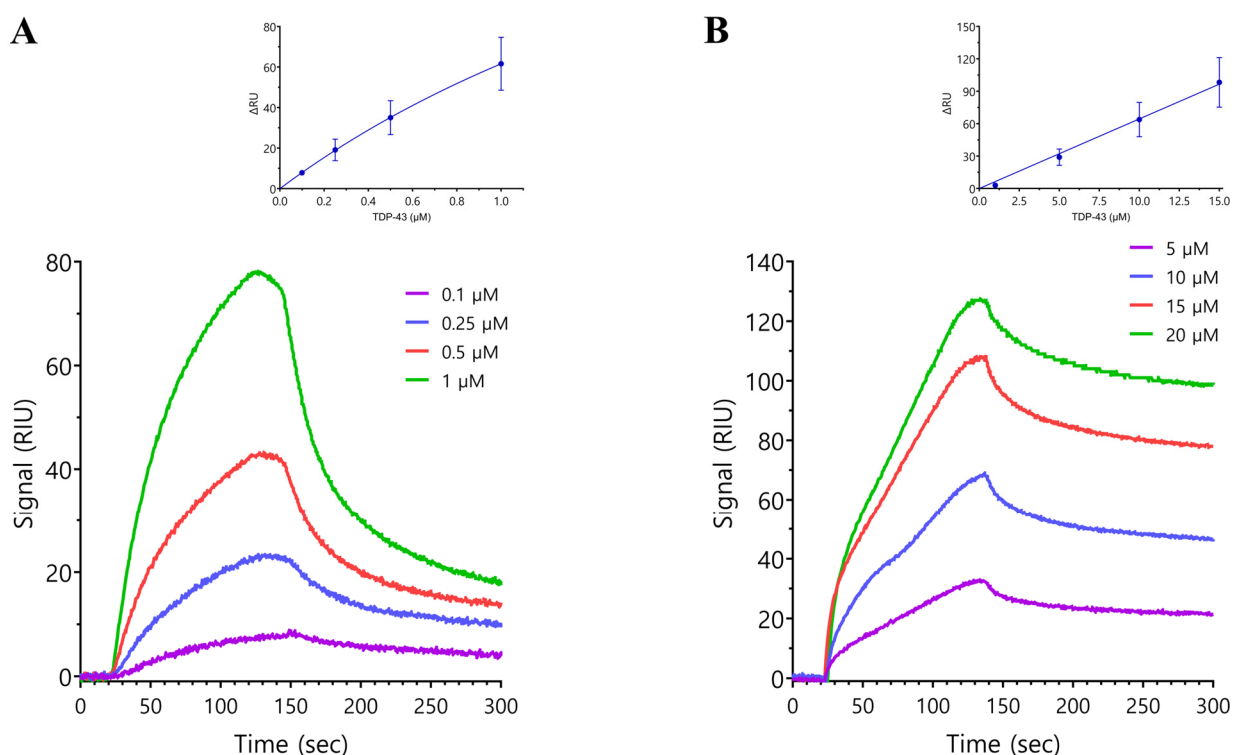 A
80
60
40
20
0
ΔRU
0.0 0.2 0.4 0.6 0.8 1.0
TDP-43 (µM)
80
60
40
20
0
Signal (RIU)
0.1 µM
0.25 µM
0.5 µM
1 µM
0 50 100 150 200 250 300
Time (sec)
B
150
120
90
60
30
0
ΔRU
0.0 2.5 5.0 7.5 10.0 12.5 15.0
TDP-43 (µM)
140
120
100
80
60
40
20
0
Signal (RIU)
5 µM
10 µM
15 µM
20 µM
0 50 100 150 200 250 300
Time (sec)